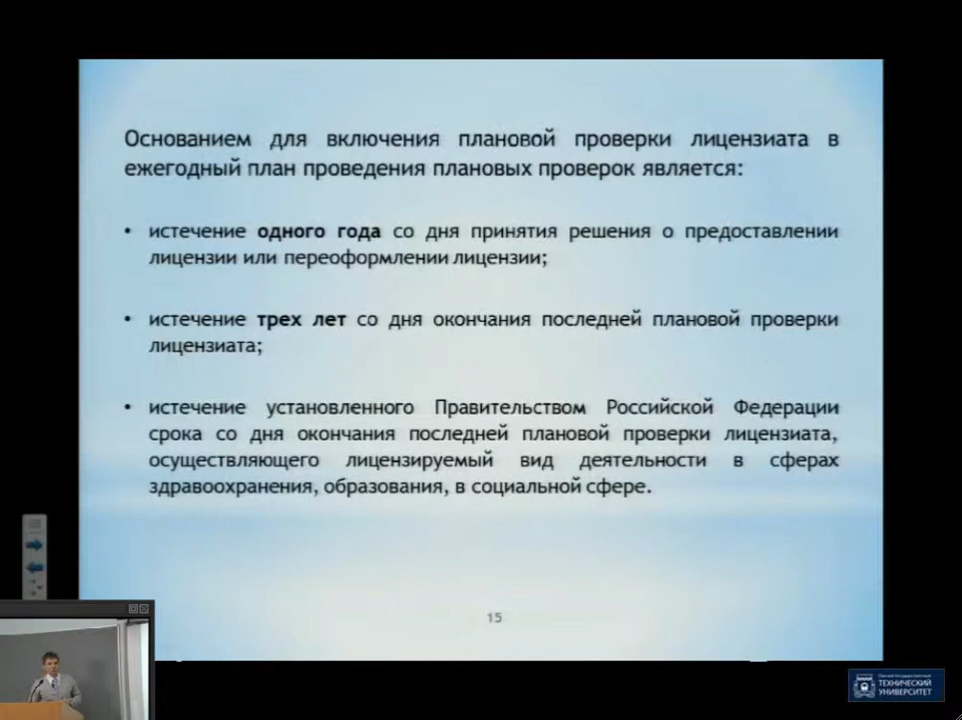 Основанием для включения плановой проверки лицензиата в
ежегодный план проведения плановых проверок является:
• истечение одного года со дня принятия решения о предоставлении
лицензии или переоформлении лицензии;
• истечение трех лет со дня окончания последней плановой проверки
лицензиата;
• истечение установленного Правительством Российской Федерации
срока со дня окончания последней плановой проверки лицензиата,
осуществляющего лицензируемый вид деятельности в сферах
здравоохранения, образования, в социальной сфере.
15
ТЕХНИЧЕСКИЙ
УНИВЕРСИТЕТ